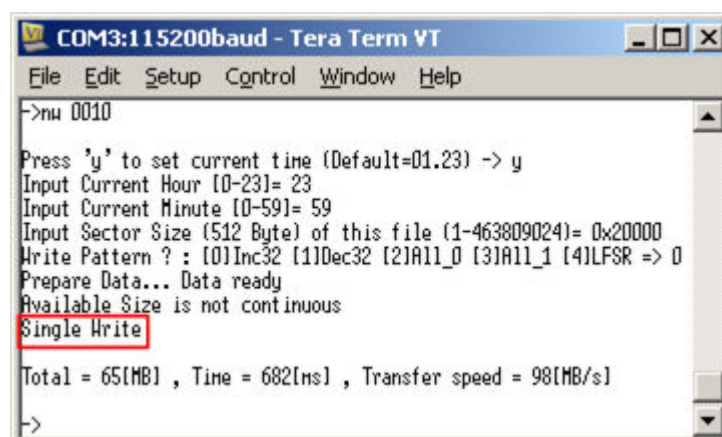 COM3:115200baud - Tera Term VT
File Edit Setup Control Window Help
->nw 0010
Press 'y' to set current time (Default=01.23) -> y
Input Current Hour [0-23]= 23
Input Current Minute [0-59]= 59
Input Sector Size (512 Byte) of this file (1-463809024)= 0x20000
Write Pattern ? : [0]Inc32 [1]Dec32 [2]All_0 [3]All_1 [4]LFSR => 0
Prepare Data... Data ready
Available Size is not continuous
Single Write
Total = 65[MB] , Time = 682[ms] , Transfer speed = 98[MB/s]
->